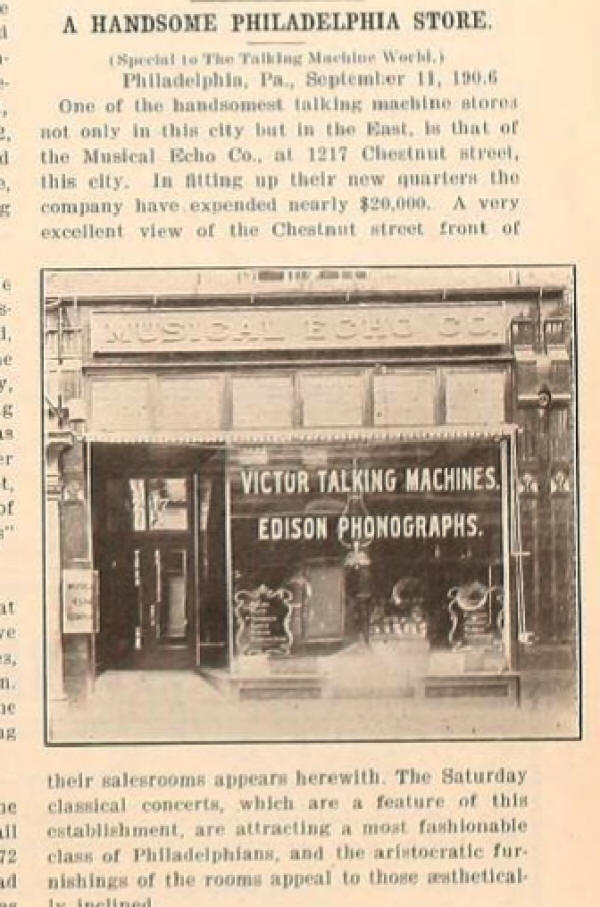 A HANDSOME PHILADELPHIA STORE.
(Special to The Talking Machine World.)
Philadelphia, Pa., September 11, 190.6
One of the handsomest talking machine stores
not only in this city but in the East, is that of
the Musical Echo Co., at 1217 Chestnut street,
this city. In fitting up their new quarters the
company have expended nearly $20,000. A very
excellent view of the Chestnut street front of
MUSICAL ECHO CO.
VICTOR TALKING MACHINES.
EDISON PHONOGRAPHS.
their salesrooms appears herewith. The Saturday
classical concerts, which are a feature of this
establishment, are attracting a most fashionable
class of Philadelphians, and the aristocratic fur-
nishings of the rooms appeal to those æsthetical-
ly inclined